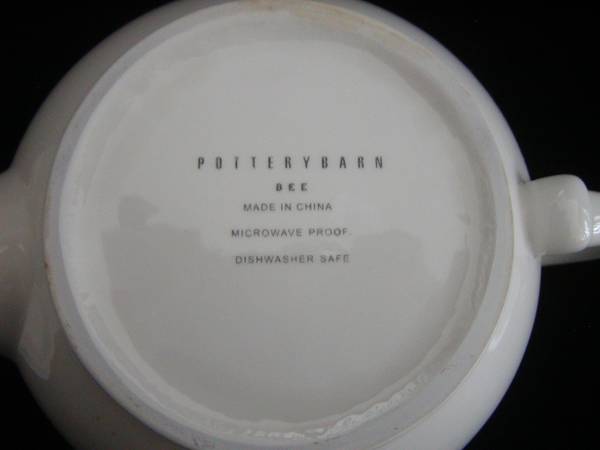 POTTERYBARN
BEE
MADE IN CHINA
MICROWAVE PROOF.
DISHWASHER SAFE